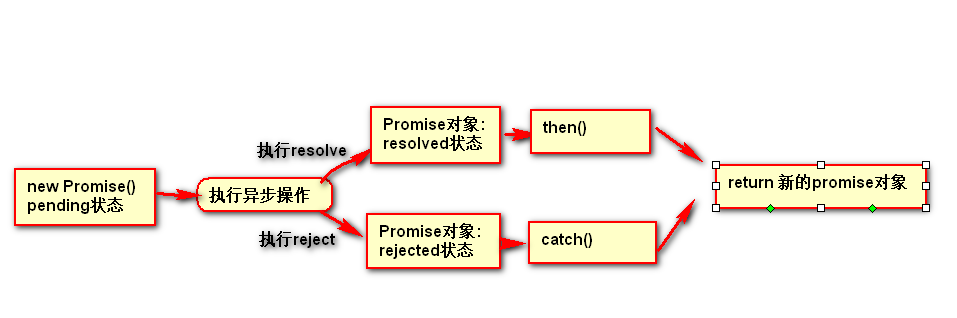 new Promise()
pending状态
执行异步操作
执行resolve
Promise对象：
resolved状态
then()
执行reject
Promise对象：
rejected状态
catch()
return 新的promise对象